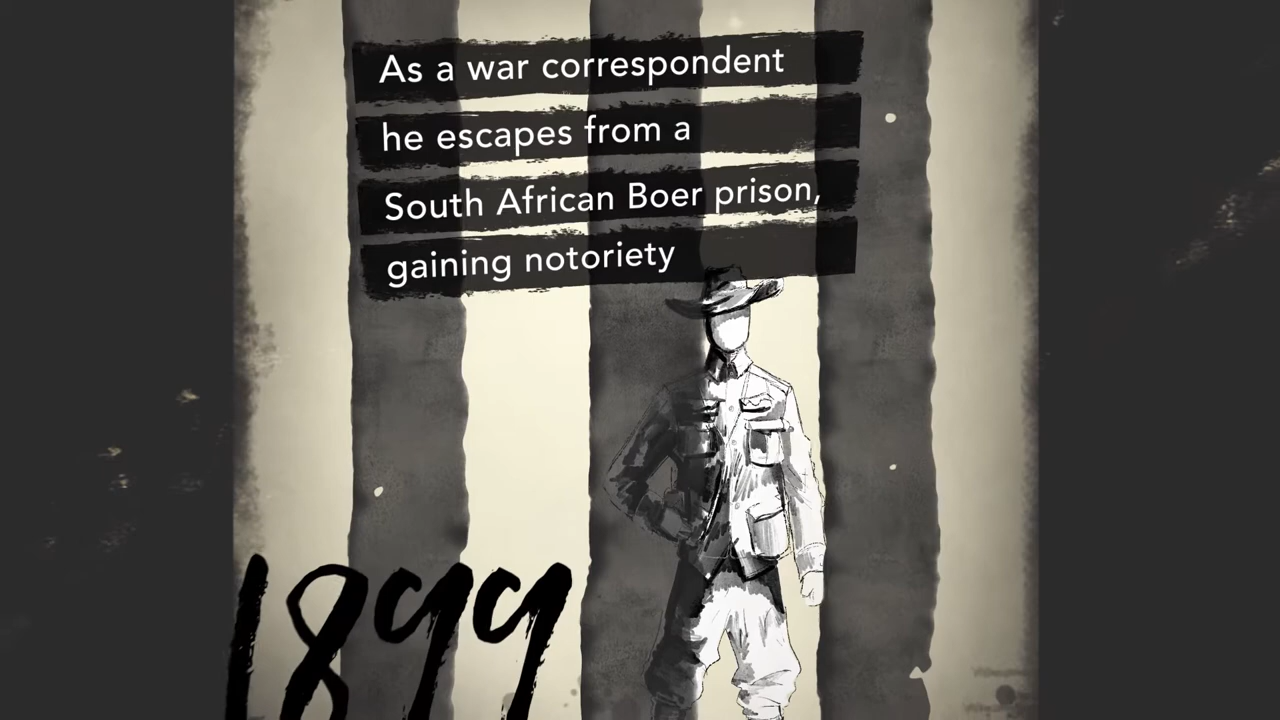 As a war correspondent
he escapes from a
South African Boer prison,
gaining notoriety
1899